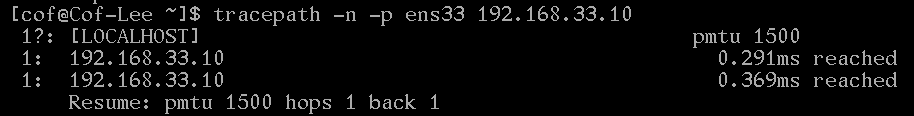 [cof@Cof-Lee ~]$ tracepath -n -p ens33 192.168.33.10
1?: [LOCALHOST] pmtu 1500
1: 192.168.33.10 0.291ms reached
1: 192.168.33.10 0.369ms reached
Resume: pmtu 1500 hops 1 back 1